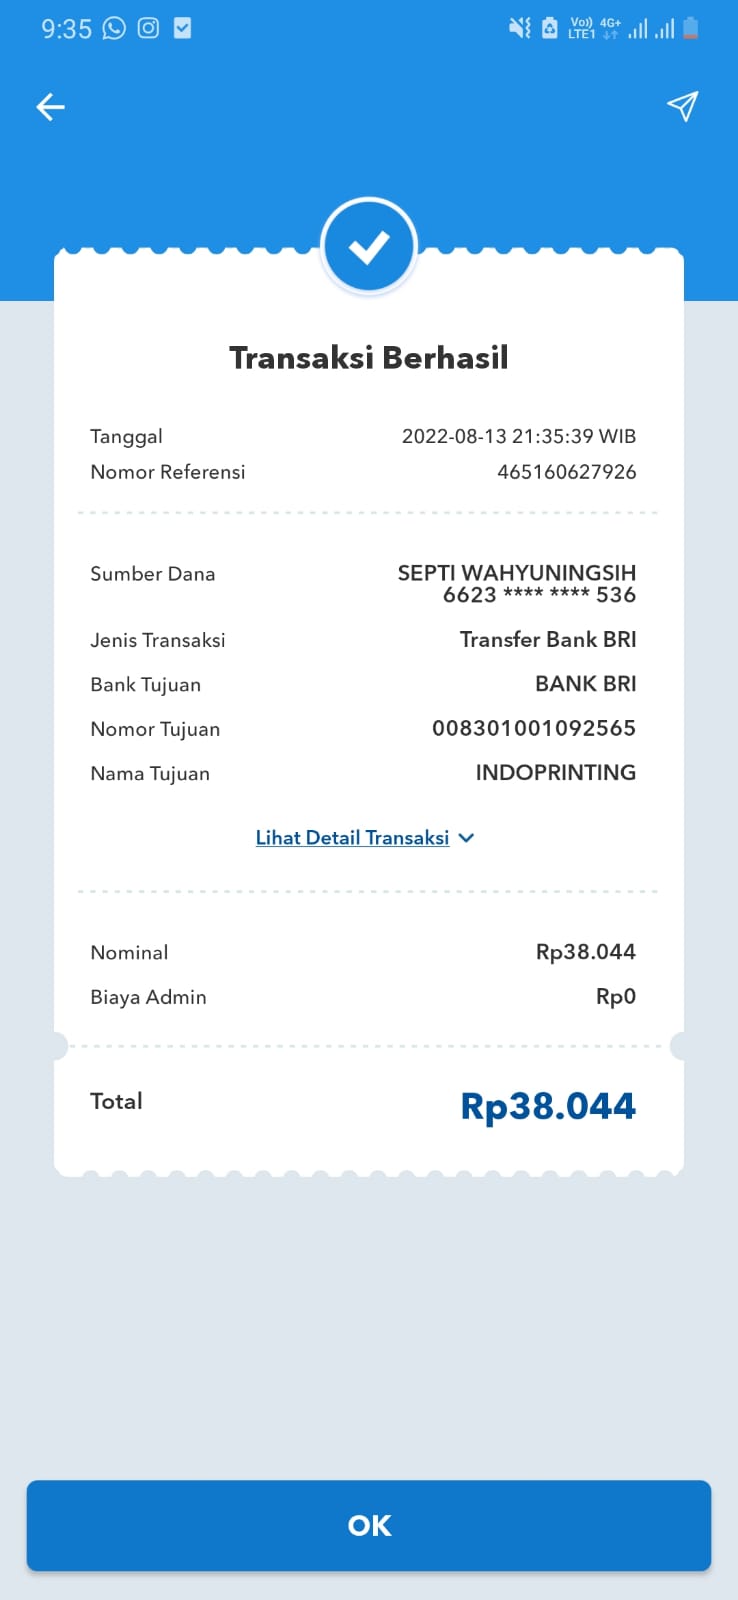 9:35
Vo)) 4G+
LTE1
Transaksi Berhasil
Tanggal 2022-08-13 21:35:39 WIB
Nomor Referensi 465160627926
Sumber Dana SEPTI WAHYUNINGSIH
6623 **** **** 536
Jenis Transaksi Transfer Bank BRI
Bank Tujuan BANK BRI
Nomor Tujuan 008301001092565
Nama Tujuan INDOPRINTING
Lihat Detail Transaksi
Nominal Rp38.044
Biaya Admin Rp0
Total Rp38.044
OK